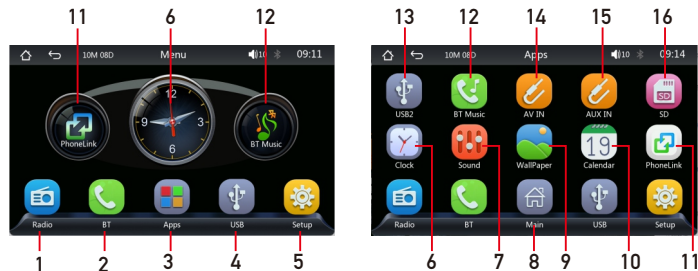 11 6 12
10M 08D Menu 10 09:11
12
9 3
6
PhoneLink BT Music
Radio BT Apps USB Setup
1 2 3 4 5
13 12 14 15 16
10M 08D Apps 10 09:14
SD
USB2 BT Music AV IN AUX IN SD
19
Clock Sound WallPaper Calendar PhoneLink
Radio BT Main USB Setup
6 7 8 9 10 11